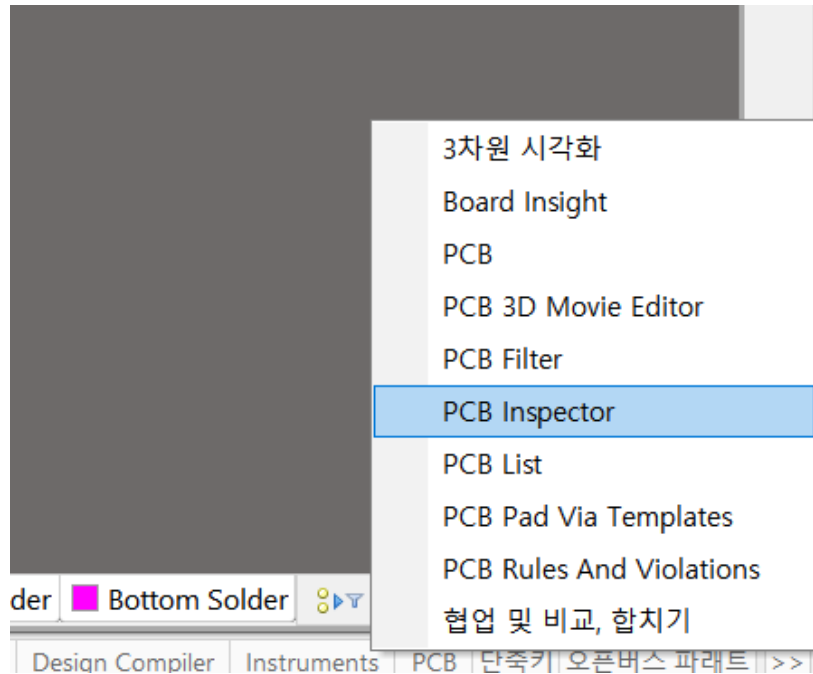 3차원 시각화
Board Insight
PCB
PCB 3D Movie Editor
PCB Filter
PCB Inspector
PCB List
PCB Pad Via Templates
PCB Rules And Violations
협업 및 비교, 합치기
der Bottom Solder
Design Compiler Instruments PCB 단축키 오픈버스 파래트 >>